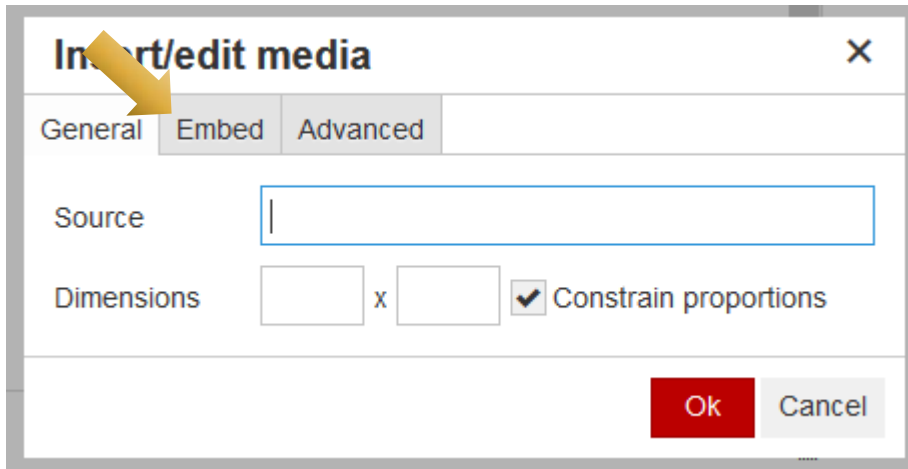 Insert/edit media ×
General Embed Advanced
Source
Dimensions x Constrain proportions
Ok Cancel